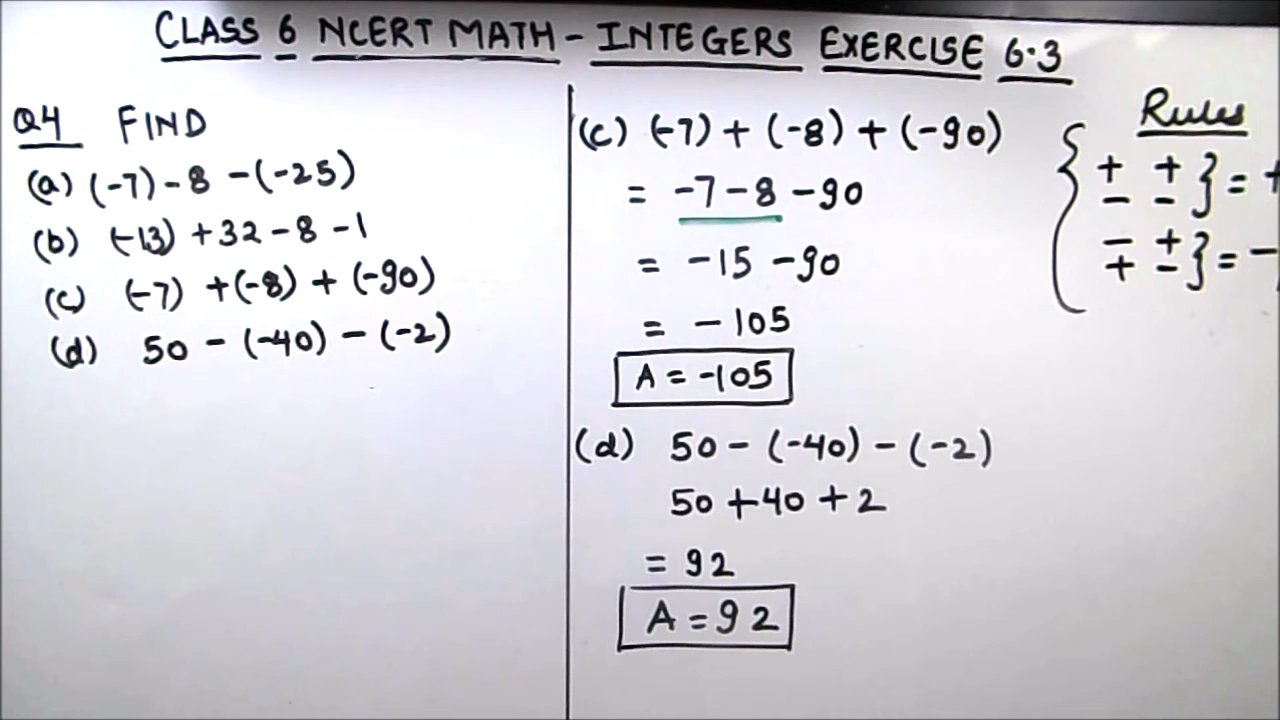 CLASS 6 NCERT MATH - INTEGERS EXERCISE 6.3
Q4 FIND
(a) (-7) - 8 - (-25)
(b) (-13) + 32 - 8 - 1
(c) (-7) + (-8) + (-90)
(d) 50 - (-40) - (-2)
(c) (-7) + (-8) + (-90)
= -7 - 8 - 90
= -15 - 90
= - 105
A = -105
(d) 50 - (-40) - (-2)
50 + 40 + 2
= 92
A = 92
Rules
{ + +
- - } = +
- +
+ - } = -